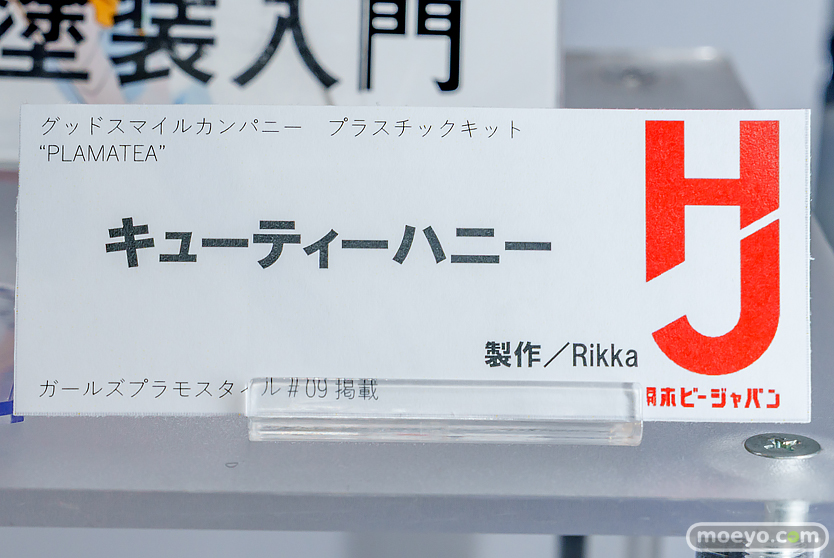 塗装入門
グッドスマイルカンパニー　プラスチックキット
“PLAMATEA”
キューティーハニー
製作／Rikka
ガールズプラモスタイル＃09 掲載
HJ
月刊ホビージャパン
moeyo.com